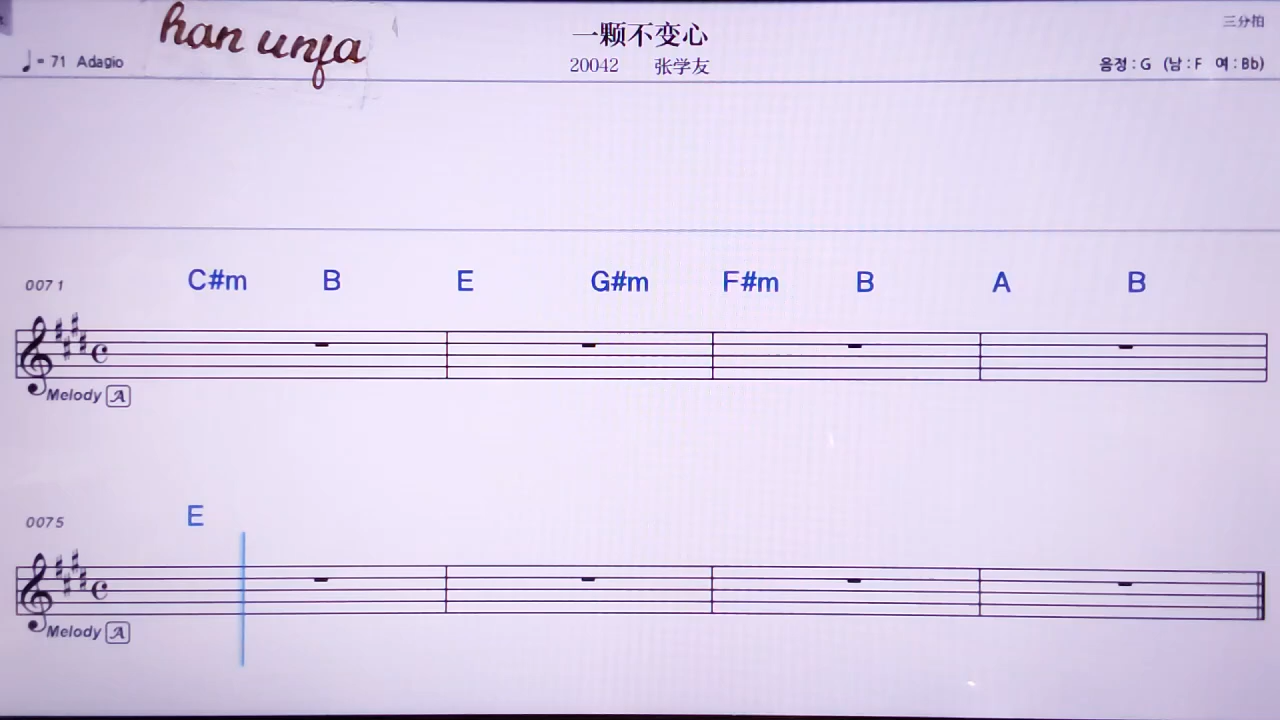 han unfa
一颗不变心
三分拍
♩= 71 Adagio
20042 张学友
음정 : G (남 : F 여 : Bb)
0071 C#m B E G#m F#m B A B
Melody A
0075 E
Melody A